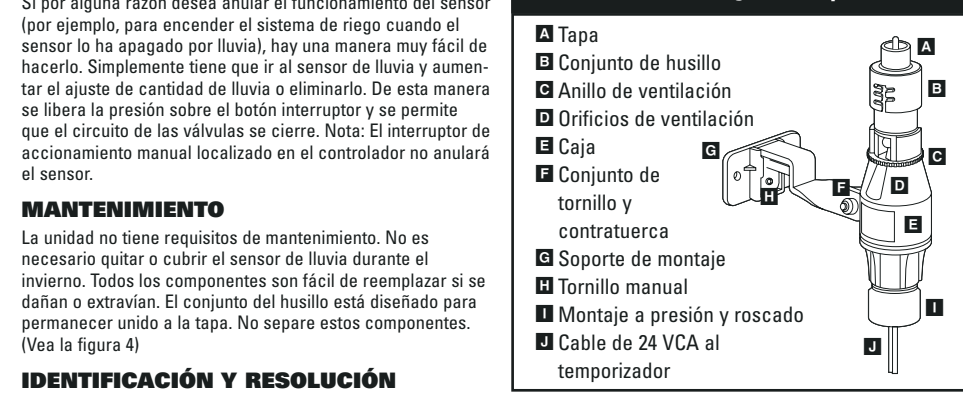 Si por alguna razón desea anular el funcionamiento del sensor
(por ejemplo, para encender el sistema de riego cuando el
sensor lo ha apagado por lluvia), hay una manera muy fácil de
hacerlo. Simplemente tiene que ir al sensor de lluvia y aumen-
tar el ajuste de cantidad de lluvia o eliminarlo. De esta manera
se libera la presión sobre el botón interruptor y se permite
que el circuito de las válvulas se cierre. Nota: El interruptor de
accionamiento manual localizado en el controlador no anulará
el sensor.
MANTENIMIENTO
La unidad no tiene requisitos de mantenimiento. No es
necesario quitar o cubrir el sensor de lluvia durante el
invierno. Todos los componentes son fácil de reemplazar si se
dañan o extravían. El conjunto del husillo está diseñado para
permanecer unido a la tapa. No separe estos componentes.
(Vea la figura 4)
IDENTIFICACIÓN Y RESOLUCIÓN
A Tapa
B Conjunto de husillo
C Anillo de ventilación
D Orificios de ventilación
E Caja
F Conjunto de
tornillo y
contratuerca
G Soporte de montaje
H Tornillo manual
I Montaje a presión y roscado
J Cable de 24 VCA al
temporizador
A
B
C
D
E
F
G
H
I
J